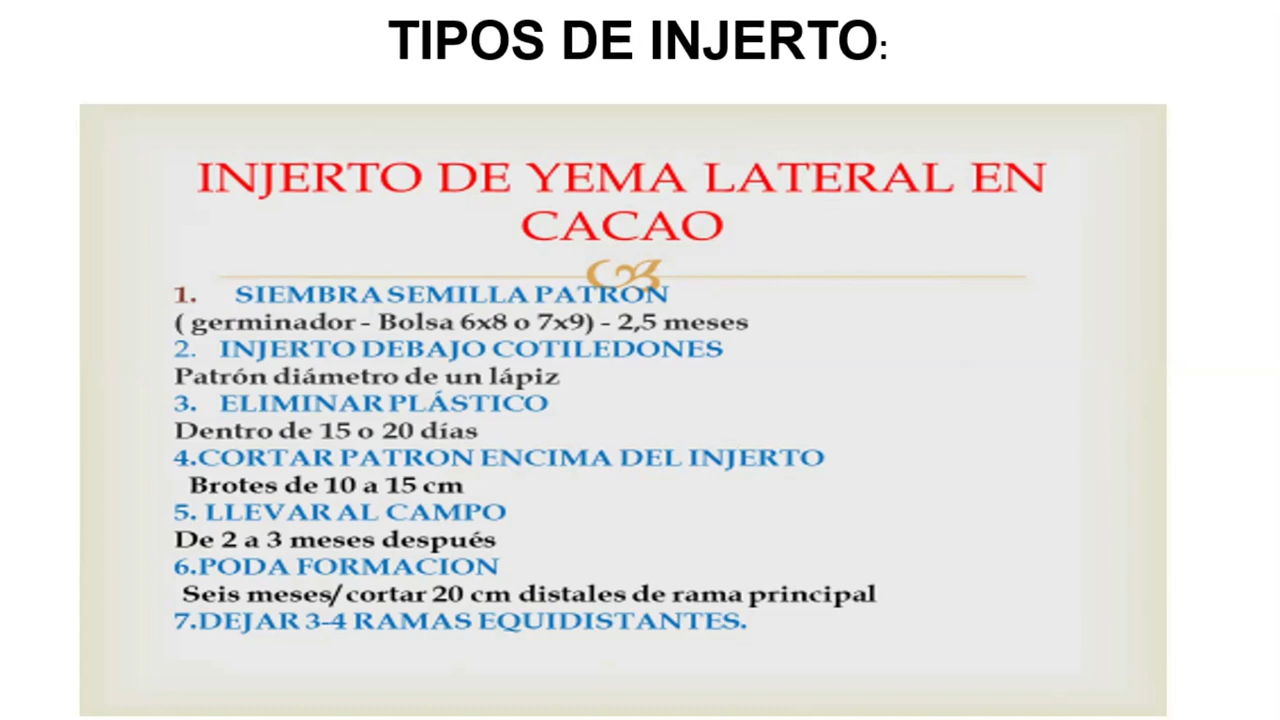 TIPOS DE INJERTO:
INJERTO DE YEMA LATERAL EN
CACAO
1. SIEMBRA SEMILLA PATRON
( germinador - Bolsa 6x8 o 7x9) - 2,5 meses
2. INJERTO DEBAJO COTILEDONES
Patrón diámetro de un lápiz
3. ELIMINAR PLÁSTICO
Dentro de 15 o 20 días
4.CORTAR PATRON ENCIMA DEL INJERTO
Brotes de 10 a 15 cm
5. LLEVAR AL CAMPO
De 2 a 3 meses después
6.PODA FORMACION
Seis meses/ cortar 20 cm distales de rama principal
7.DEJAR 3-4 RAMAS EQUIDISTANTES.